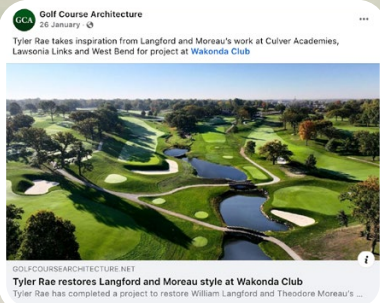 GCA
Golf Course Architecture
26 January ·
Tyler Rae takes inspiration from Langford and Moreau's work at Culver Academies,
Lawsonia Links and West Bend for project at Wakonda Club
i
GOLFCOURSEARCHITECTURE.NET
Tyler Rae restores Langford and Moreau style at Wakonda Club
Tyler Rae has completed a project to restore William Langford and Theodore Moreau's ...